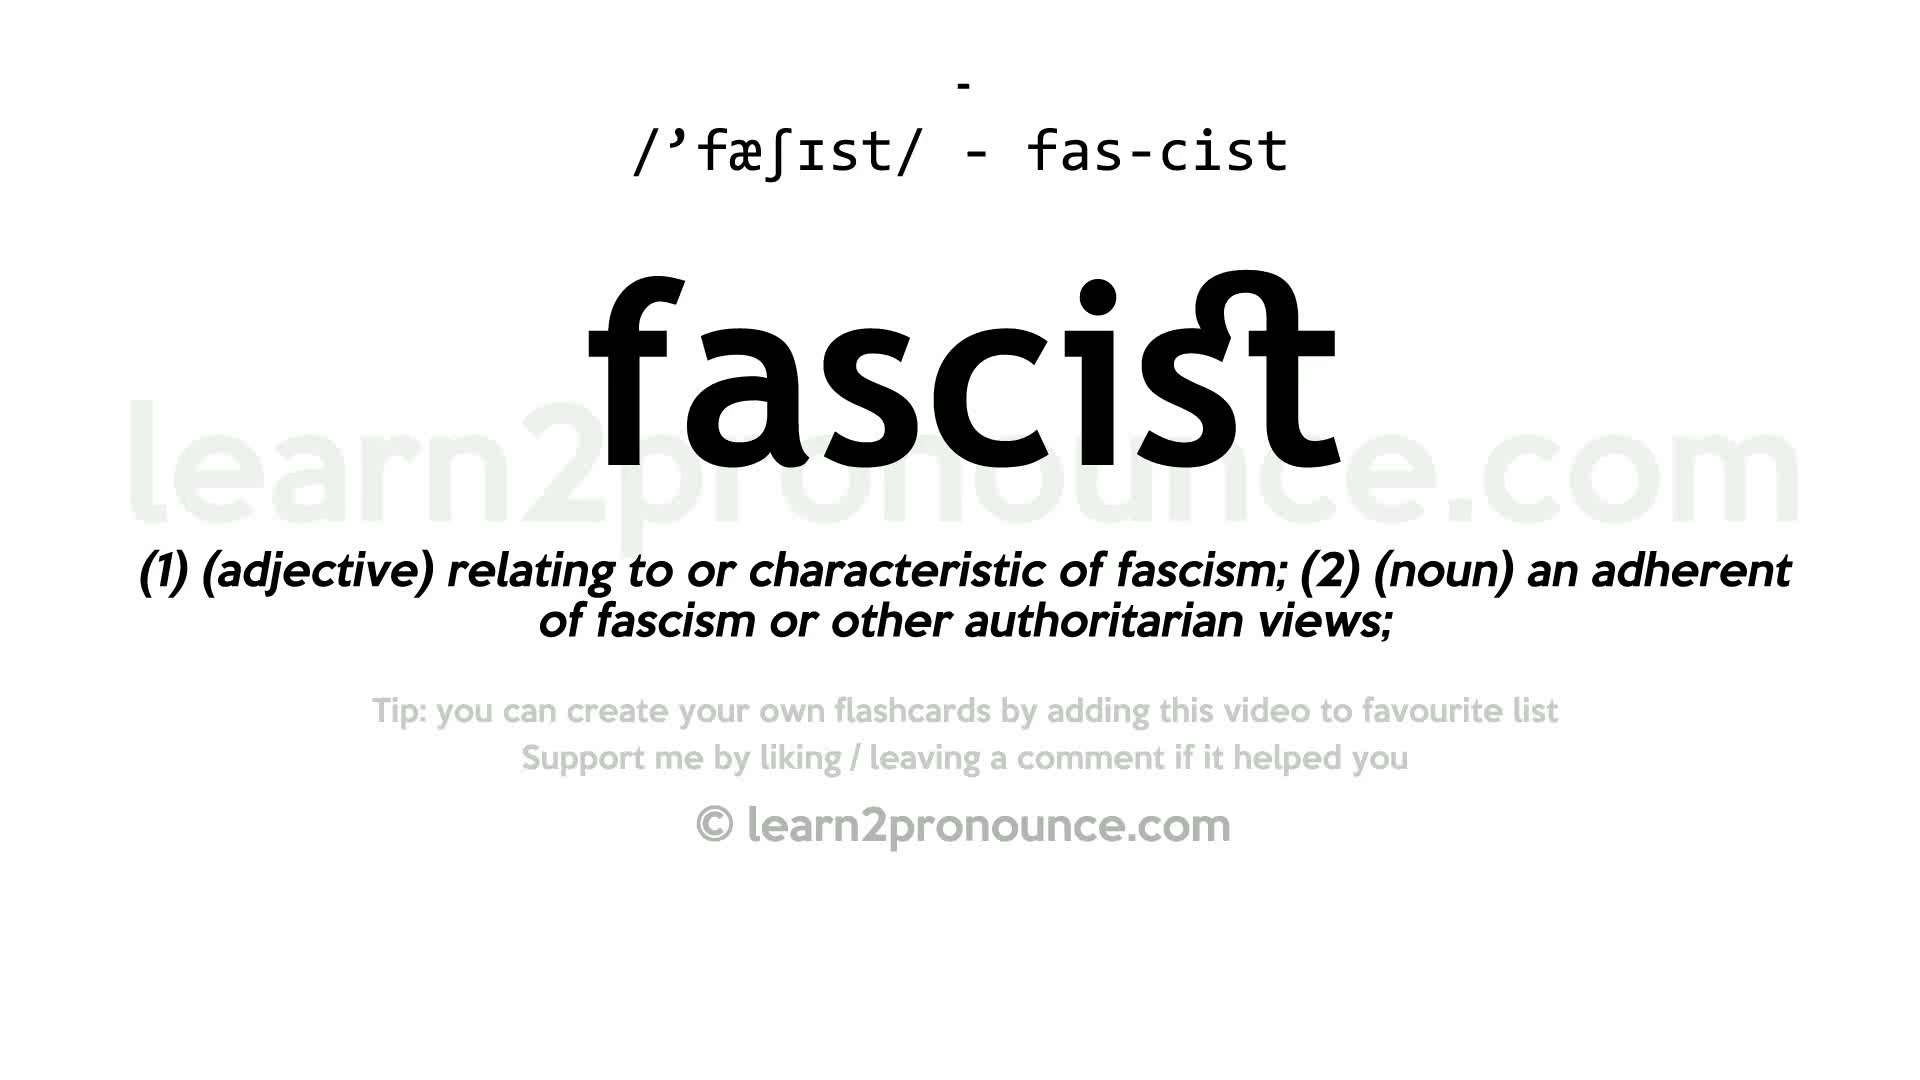 -
/’fæʃɪst/ - fas-cist
fascist
learn2pronounce.com
(1) (adjective) relating to or characteristic of fascism; (2) (noun) an adherent
of fascism or other authoritarian views;
Tip: you can create your own flashcards by adding this video to favourite list
Support me by liking / leaving a comment if it helped you
© learn2pronounce.com